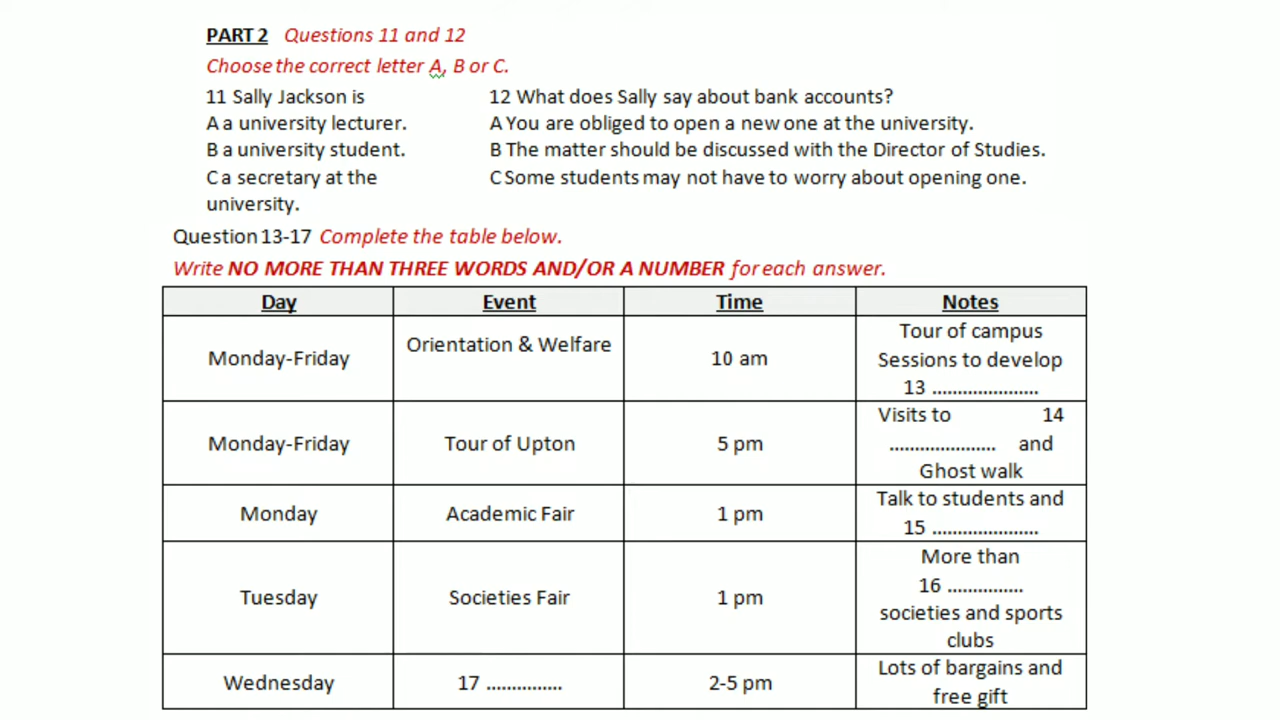 PART 2 Questions 11 and 12
Choose the correct letter A, B or C.
11 Sally Jackson is
A a university lecturer.
B a university student.
C a secretary at the
university.
12 What does Sally say about bank accounts?
A You are obliged to open a new one at the university.
B The matter should be discussed with the Director of Studies.
C Some students may not have to worry about opening one.
Question 13-17 Complete the table below.
Write NO MORE THAN THREE WORDS AND/OR A NUMBER for each answer.
Day Event Time Notes
Monday-Friday
Orientation & Welfare
10 am
Tour of campus
Sessions to develop
13 .....................
Monday-Friday
Tour of Upton
5 pm
Visits to 14
..................... and
Ghost walk
Monday
Academic Fair
1 pm
Talk to students and
15 .....................
Tuesday
Societies Fair
1 pm
More than
16 ...............
societies and sports
clubs
Wednesday
17 ...............
2-5 pm
Lots of bargains and
free gift